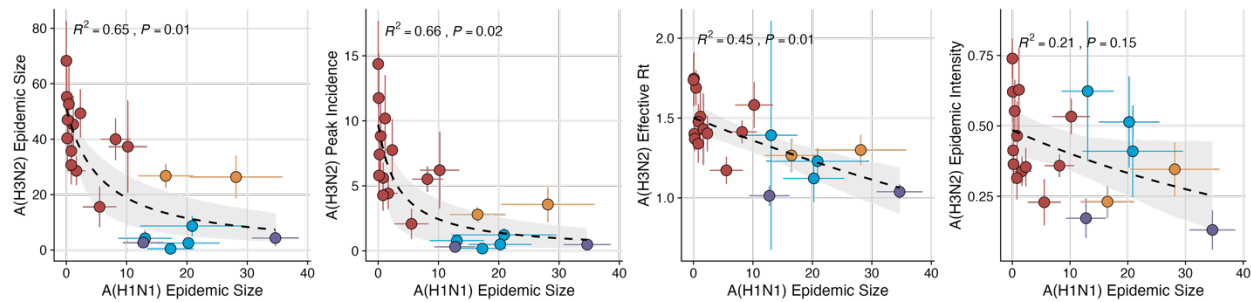 A(H3N2) Epidemic Size
80
60
40
20
0
R² = 0.65 , P = 0.01
0 10 20 30 40
A(H1N1) Epidemic Size
A(H3N2) Peak Incidence
15
10
5
0
R² = 0.66 , P = 0.02
0 10 20 30 40
A(H1N1) Epidemic Size
A(H3N2) Effective Rt
2.0
1.5
1.0
R² = 0.45 , P = 0.01
0 10 20 30 40
A(H1N1) Epidemic Size
A(H3N2) Epidemic Intensity
0.75
0.50
0.25
R² = 0.21 , P = 0.15
0 10 20 30 40
A(H1N1) Epidemic Size